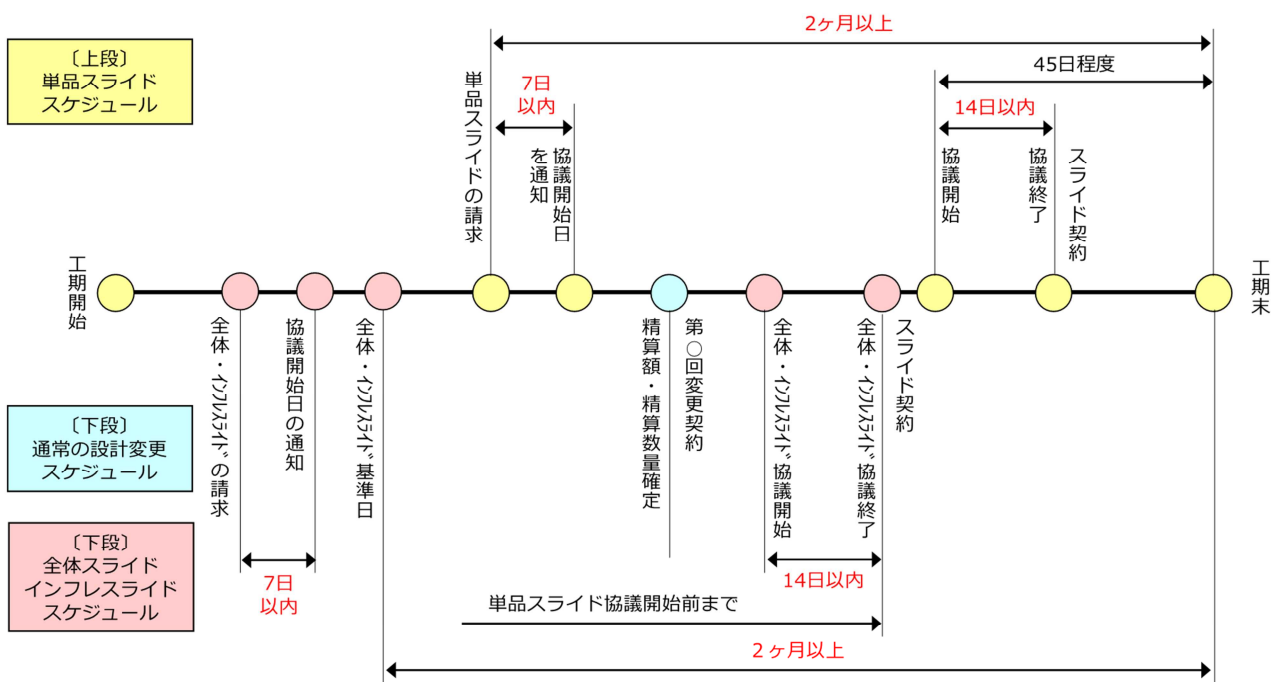 2ヶ月以上
〔上段〕
単品スライド
スケジュール
45日程度
7日
以内
14日以内
単品スライドの請求
協議開始日
を通知
協議開始
スライド契約
協議終了
工期開始
工期末
全体・インフレスライドの請求
協議開始日の通知
全体・インフレスライド基準日
第○回変更契約
精算額・精算数量確定
全体・インフレスライド協議開始
スライド契約
全体・インフレスライド協議終了
〔下段〕
通常の設計変更
スケジュール
〔下段〕
全体スライド
インフレスライド
スケジュール
7日
以内
14日以内
単品スライド協議開始前まで
2ヶ月以上